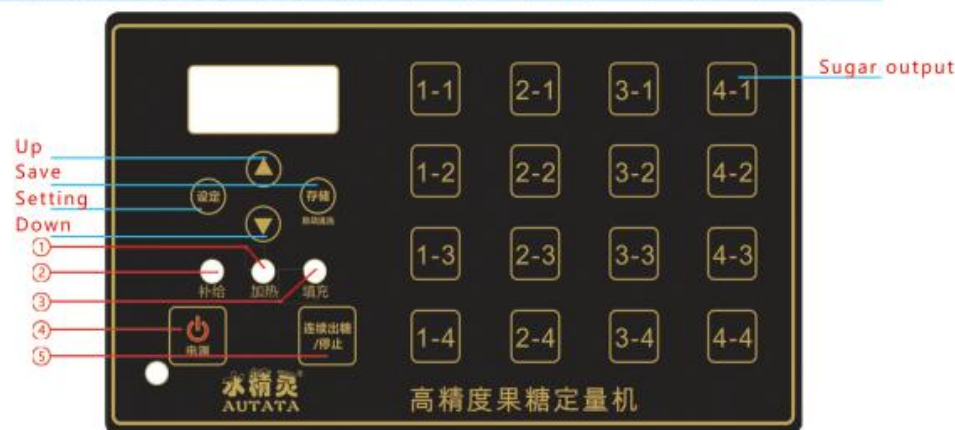 Sugar output
1-1 2-1 3-1 4-1
Up
Save
Setting
Down
设定
存储
1-2 2-2 3-2 4-2
①
②
③
④
⑤
补给 加热 填充
1-3 2-3 3-3 4-3
电源
连续出糖
/停止
1-4 2-4 3-4 4-4
水精灵®
AUTATA
高精度果糖定量机